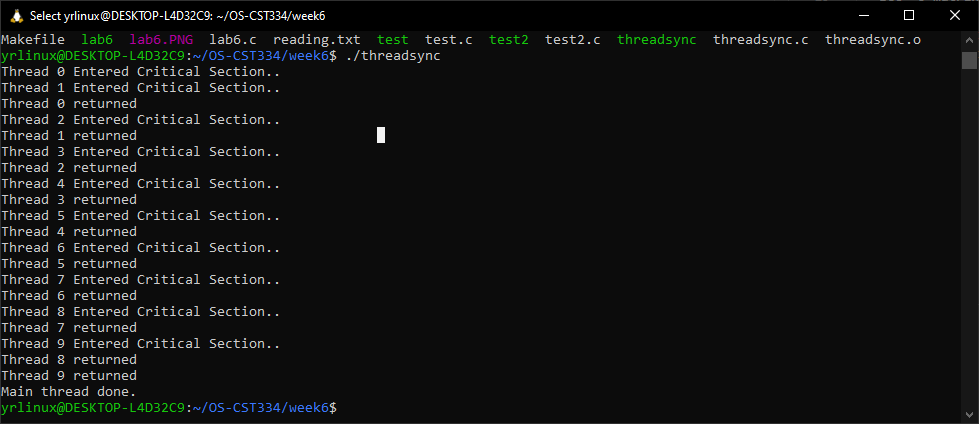 Select yrlinux@DESKTOP-L4D32C9: ~/OS-CST334/week6
Makefile lab6 lab6.PNG lab6.c reading.txt test test.c test2 test2.c threadsync threadsync.c threadsync.o
yrlinux@DESKTOP-L4D32C9:~/OS-CST334/week6$ ./threadsync
Thread 0 Entered Critical Section..
Thread 1 Entered Critical Section..
Thread 0 returned
Thread 2 Entered Critical Section..
Thread 1 returned
Thread 3 Entered Critical Section..
Thread 2 returned
Thread 4 Entered Critical Section..
Thread 3 returned
Thread 5 Entered Critical Section..
Thread 4 returned
Thread 6 Entered Critical Section..
Thread 5 returned
Thread 7 Entered Critical Section..
Thread 6 returned
Thread 8 Entered Critical Section..
Thread 7 returned
Thread 9 Entered Critical Section..
Thread 8 returned
Thread 9 returned
Main thread done.
yrlinux@DESKTOP-L4D32C9:~/OS-CST334/week6$